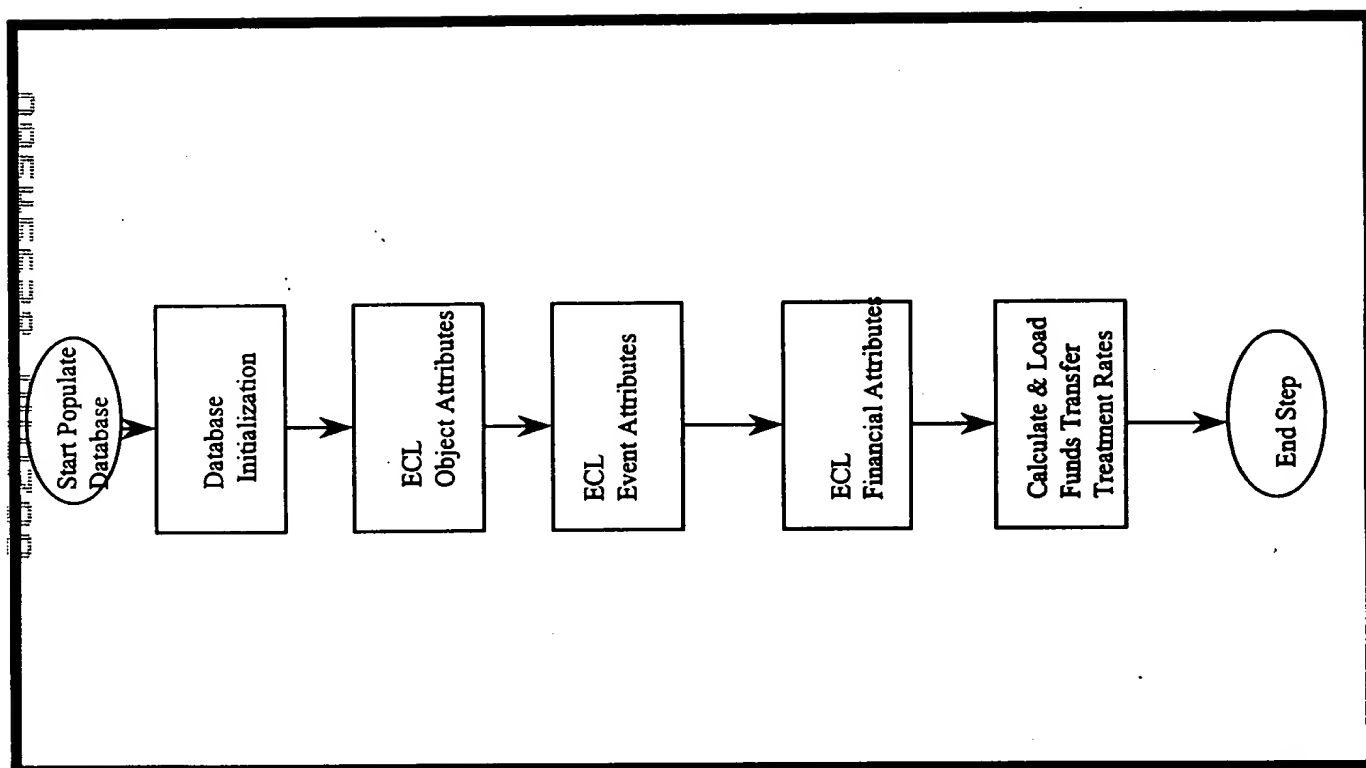 Start Populate
Database
Database
Initialization
ECL
Object Attributes
ECL
Event Attributes
ECL
Financial Attributes
Calculate & Load
Funds Transfer
Treatment Rates
End Step